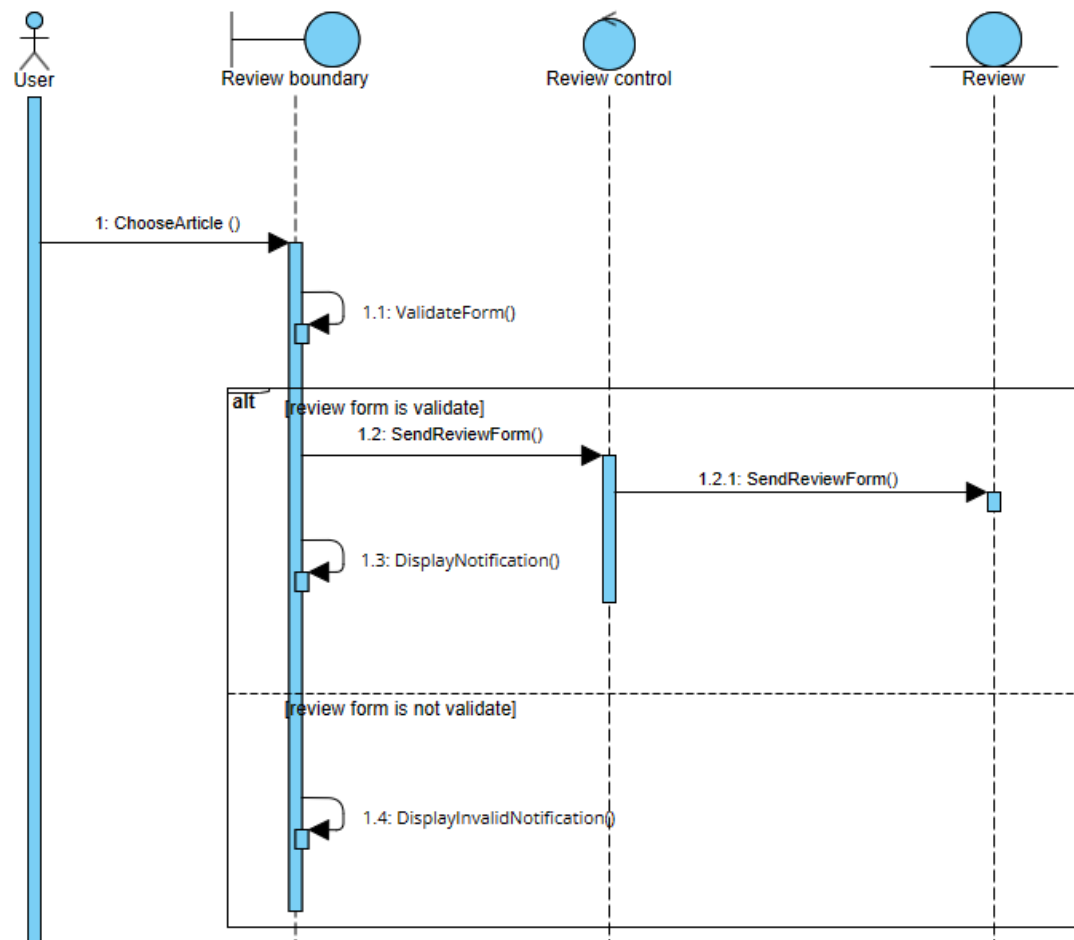 User
Review boundary
Review control
Review
1: ChooseArticle ()
1.1: ValidateForm()
alt
[review form is validate]
1.2: SendReviewForm()
1.2.1: SendReviewForm()
1.3: DisplayNotification()
[review form is not validate]
1.4: DisplayInvalidNotification()